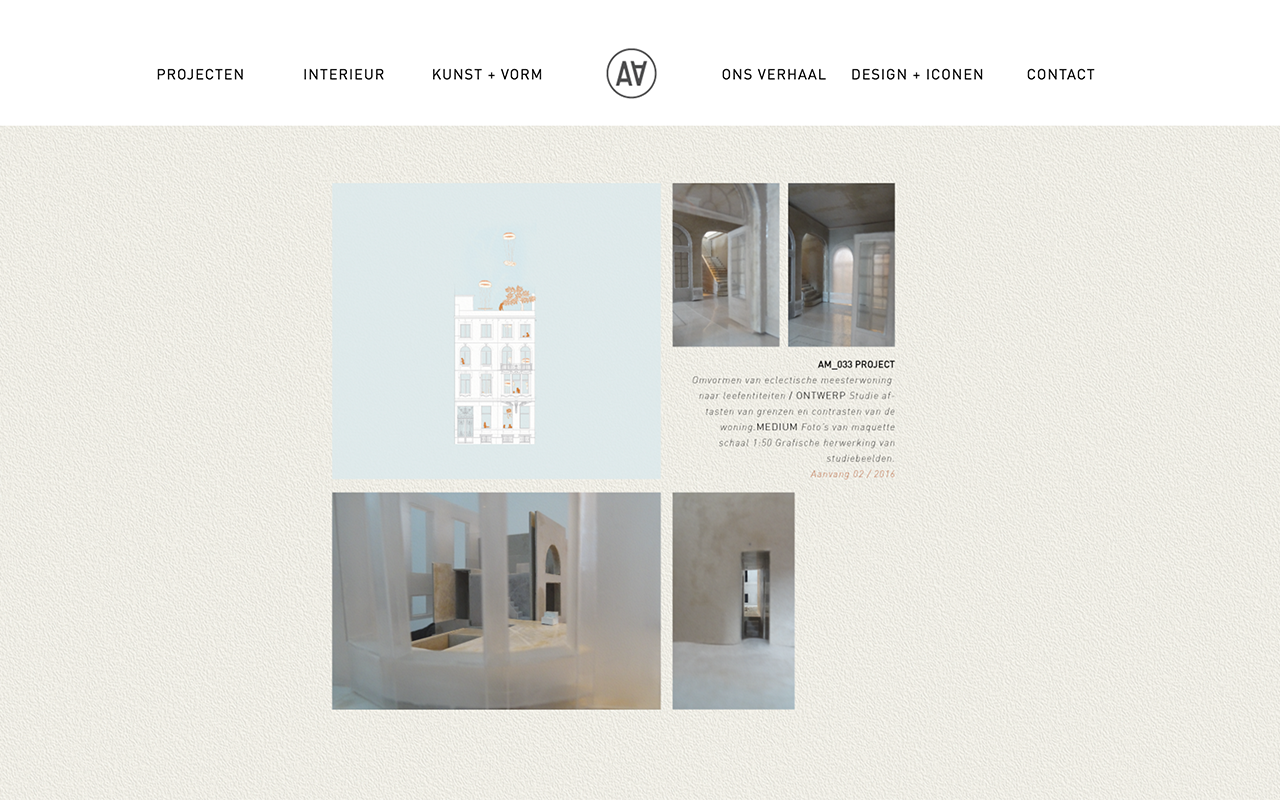 PROJECTEN INTERIEUR KUNST + VORM AA ONS VERHAAL DESIGN + ICONEN CONTACT
AM_033 PROJECT
Omvormen van eclectische meesterwoning
naar leefentiteiten / ONTWERP Studie af-
tasten van grenzen en contrasten van de
woning.MEDIUM Foto's van maquette
schaal 1:50 Grafische herwerking van
studiebeelden.
Aanvang 02 / 2016